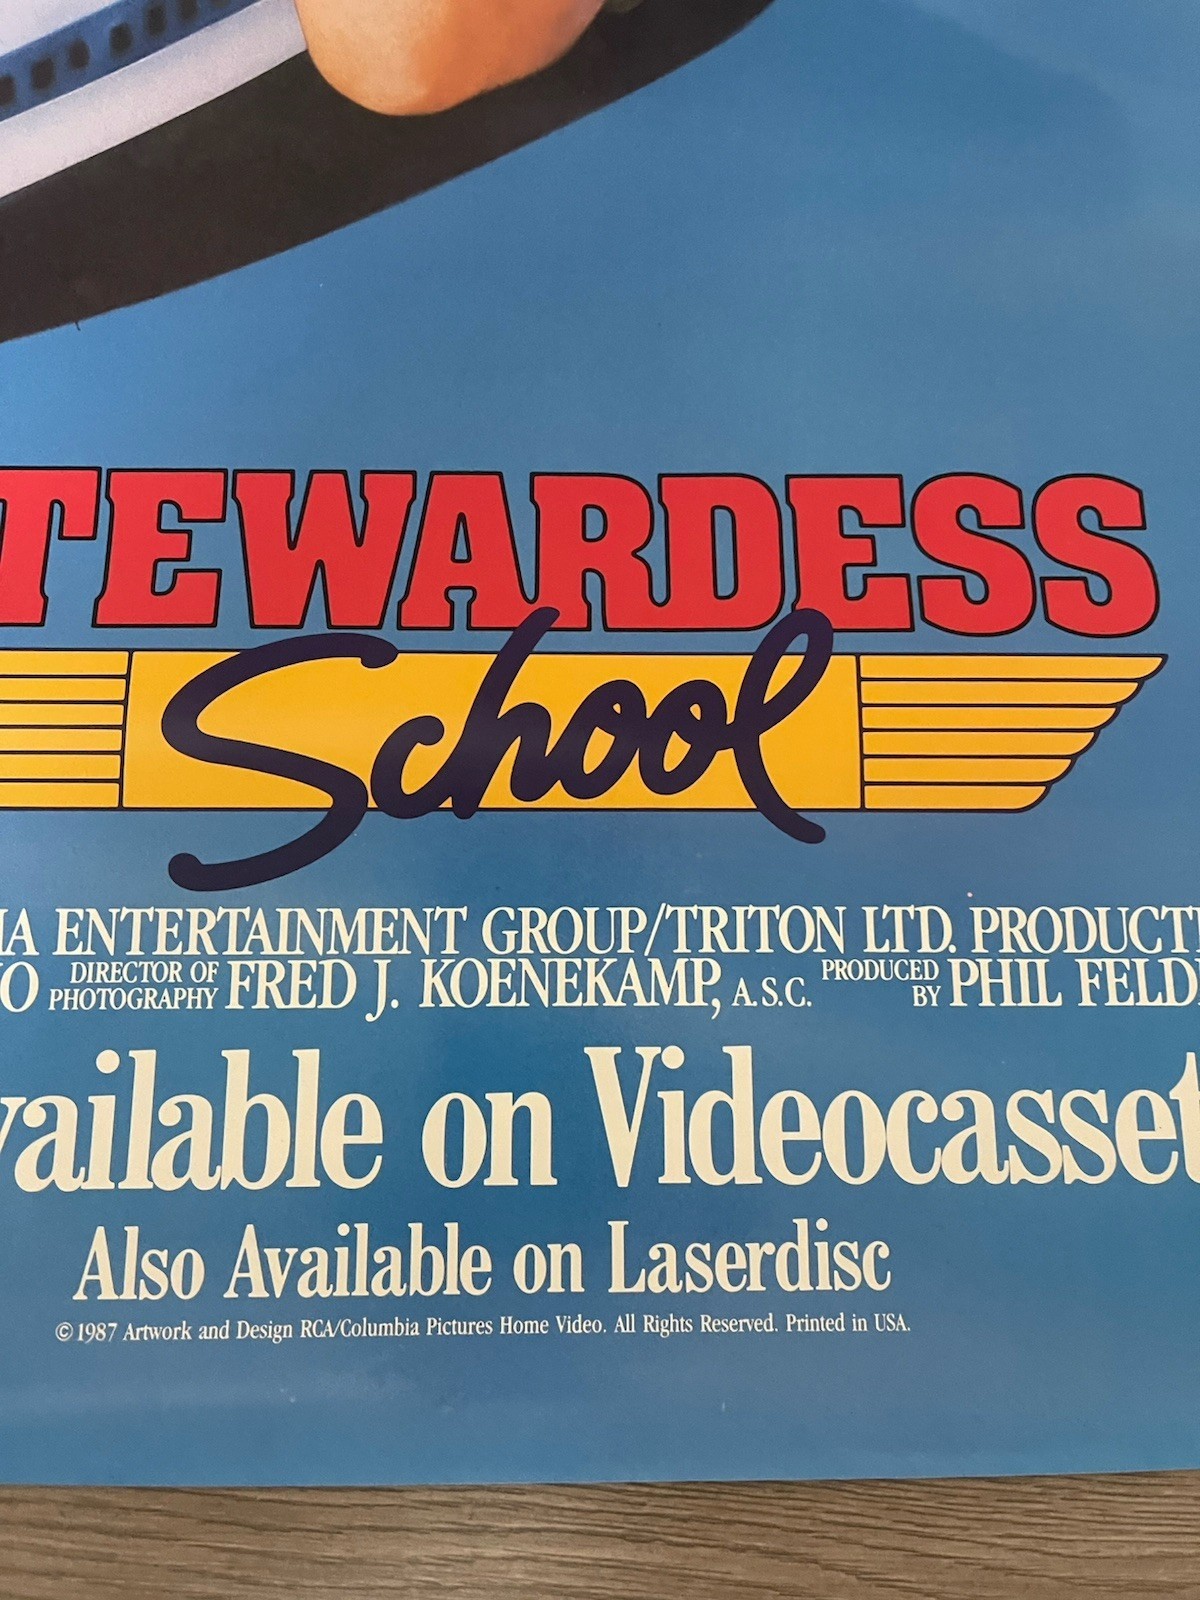 TEWARDESS
School
IA ENTERTAINMENT GROUP/TRITON LTD. PRODUCTI
O DIRECTOR OF PHOTOGRAPHY FRED J. KOENEKAMP, A.S.C. PRODUCED BY PHIL FELD
vailable on Videocasset
Also Available on Laserdisc
©1987 Artwork and Design RCA/Columbia Pictures Home Video. All Rights Reserved. Printed in USA.